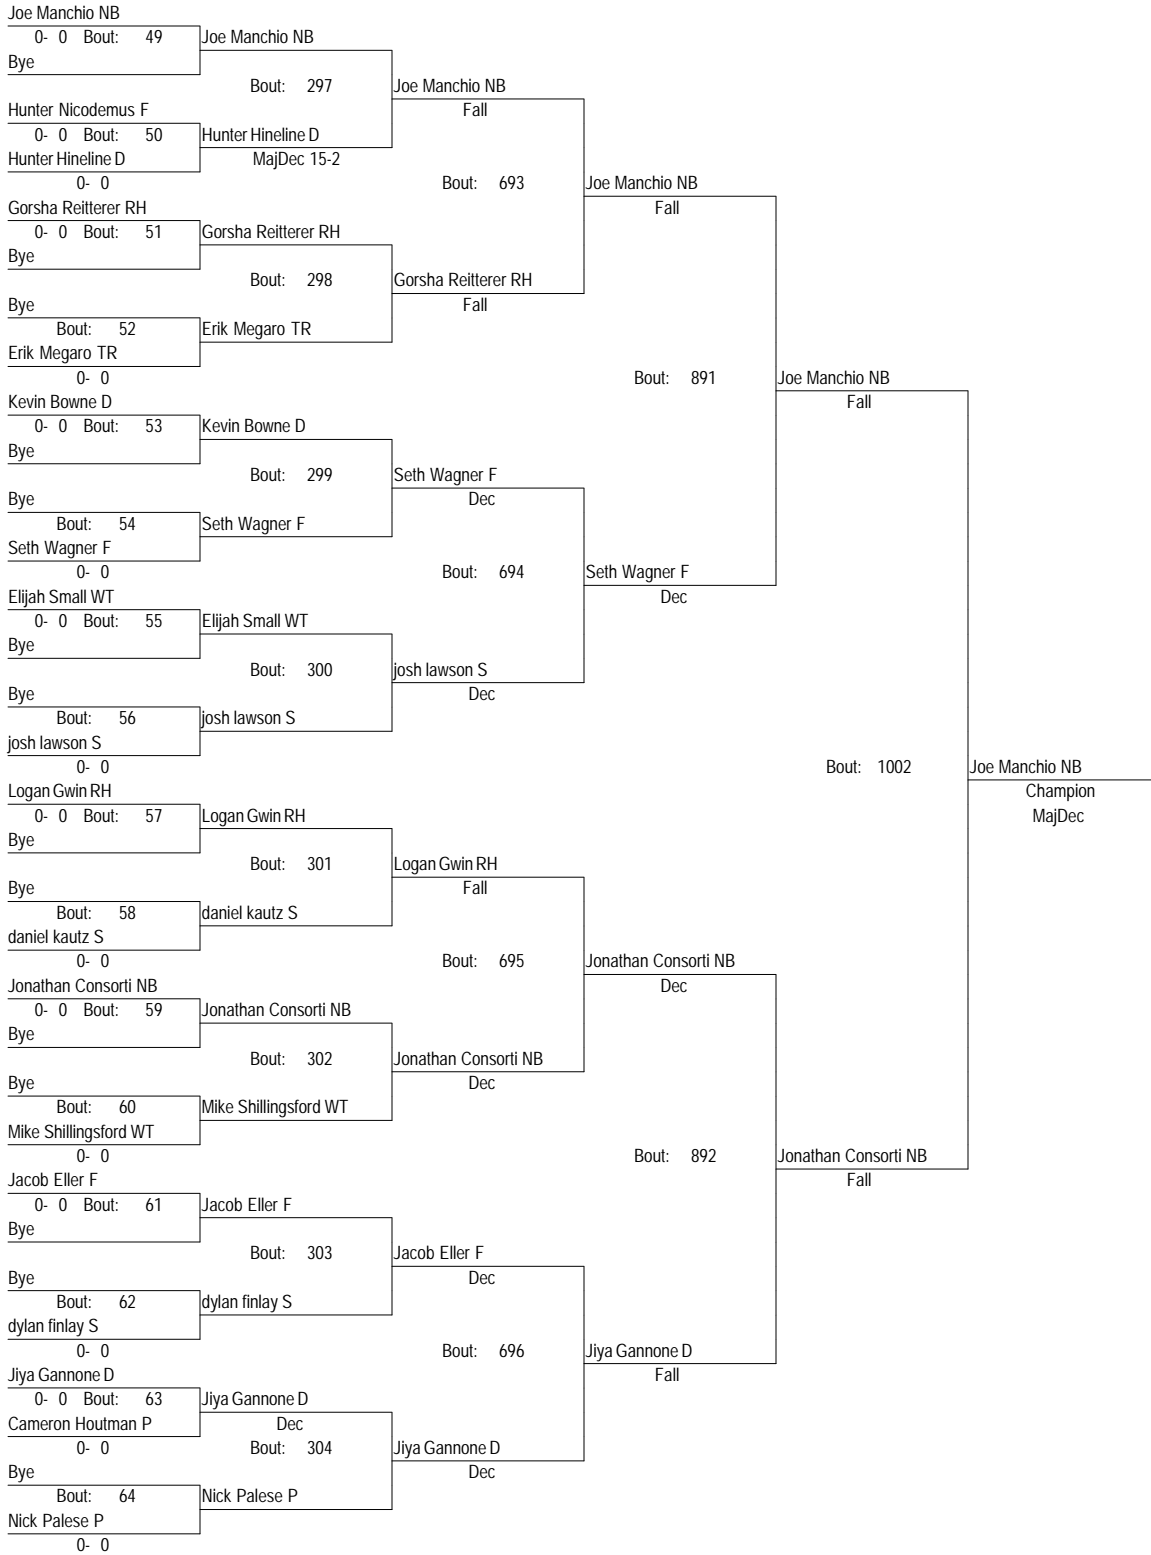 Joe Manchio NB
0- 0 Bout: 49 Joe Manchio NB
Bye
Bout: 297 Joe Manchio NB
Hunter Nicodemus F Fall
0- 0 Bout: 50 Hunter Hineline D
Hunter Hineline D MajDec 15-2
0- 0 Bout: 693 Joe Manchio NB
Gorsha Reitterer RH Fall
0- 0 Bout: 51 Gorsha Reitterer RH
Bye
Bout: 298 Gorsha Reitterer RH
Bye Fall
Bout: 52 Erik Megaro TR
Erik Megaro TR
0- 0 Bout: 891 Joe Manchio NB
Kevin Bowne D Fall
0- 0 Bout: 53 Kevin Bowne D
Bye
Bout: 299 Seth Wagner F
Bye Dec
Bout: 54 Seth Wagner F
Seth Wagner F
0- 0 Bout: 694 Seth Wagner F
Elijah Small WT Dec
0- 0 Bout: 55 Elijah Small WT
Bye
Bout: 300 josh lawson S
Bye Dec
Bout: 56 josh lawson S
josh lawson S
0- 0 Bout: 1002 Joe Manchio NB
Logan Gwin RH Champion
0- 0 Bout: 57 Logan Gwin RH MajDec
Bye
Bout: 301 Logan Gwin RH
Bye Fall
Bout: 58 daniel kautz S
daniel kautz S
0- 0 Bout: 695 Jonathan Consorti NB
Jonathan Consorti NB Dec
0- 0 Bout: 59 Jonathan Consorti NB
Bye
Bout: 302 Jonathan Consorti NB
Bye Dec
Bout: 60 Mike Shillingsford WT
Mike Shillingsford WT
0- 0 Bout: 892 Jonathan Consorti NB
Jacob Eller F Fall
0- 0 Bout: 61 Jacob Eller F
Bye
Bout: 303 Jacob Eller F
Bye Dec
Bout: 62 dylan finlay S
dylan finlay S
0- 0 Bout: 696 Jiya Gannone D
Jiya Gannone D Fall
0- 0 Bout: 63 Jiya Gannone D
Cameron Houtman P Dec
0- 0 Bout: 304 Jiya Gannone D
Bye Dec
Bout: 64 Nick Palese P
Nick Palese P
0- 0